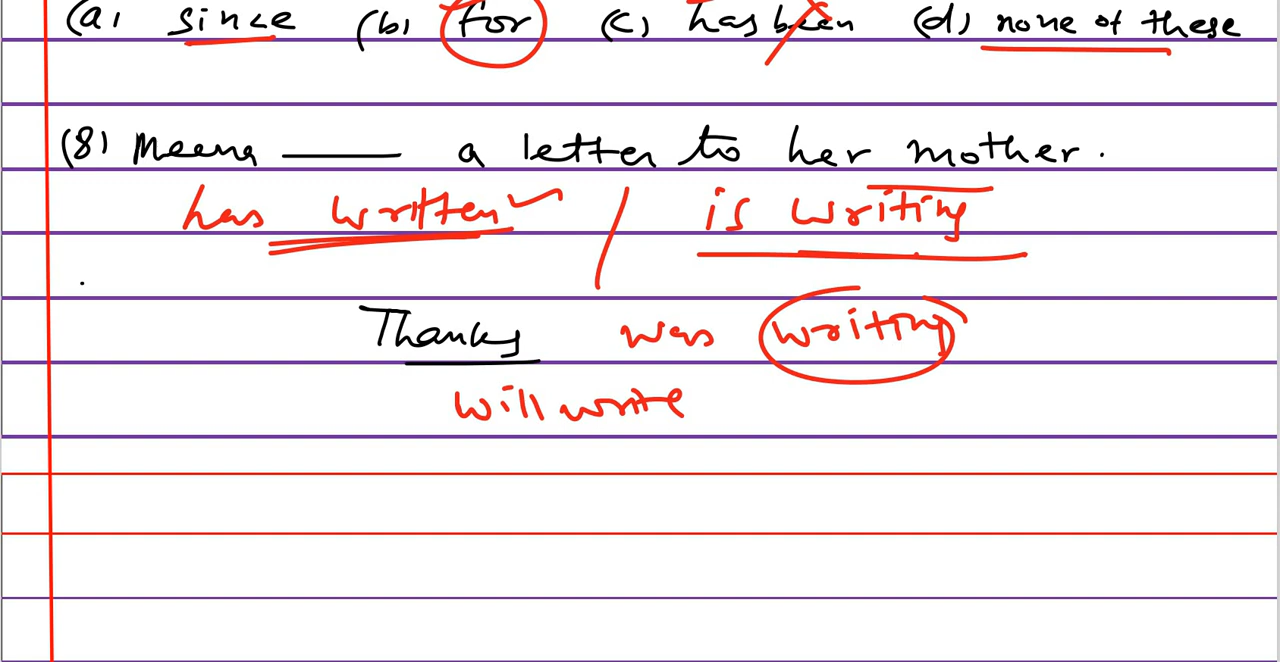 (a) since (b) for (c) has been (d) none of these
(8) Meena ______ a letter to her mother.
has written / is writing
Thanks was writing
will write